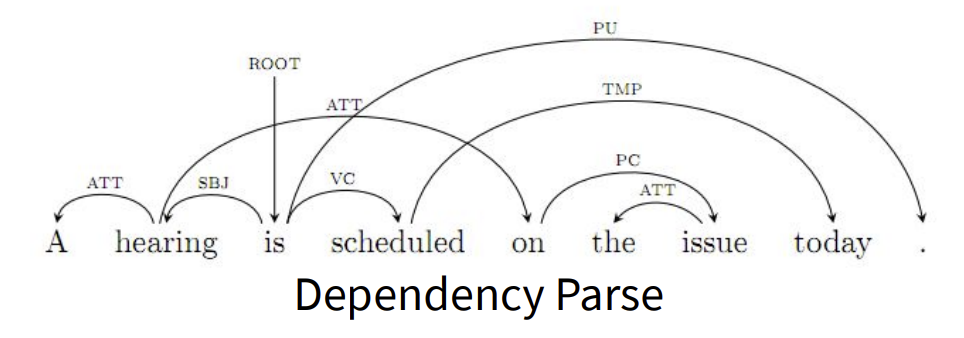 PU
ROOT
TMP
ATT
PC
ATT SBJ VC ATT
A hearing is scheduled on the issue today .
Dependency Parse